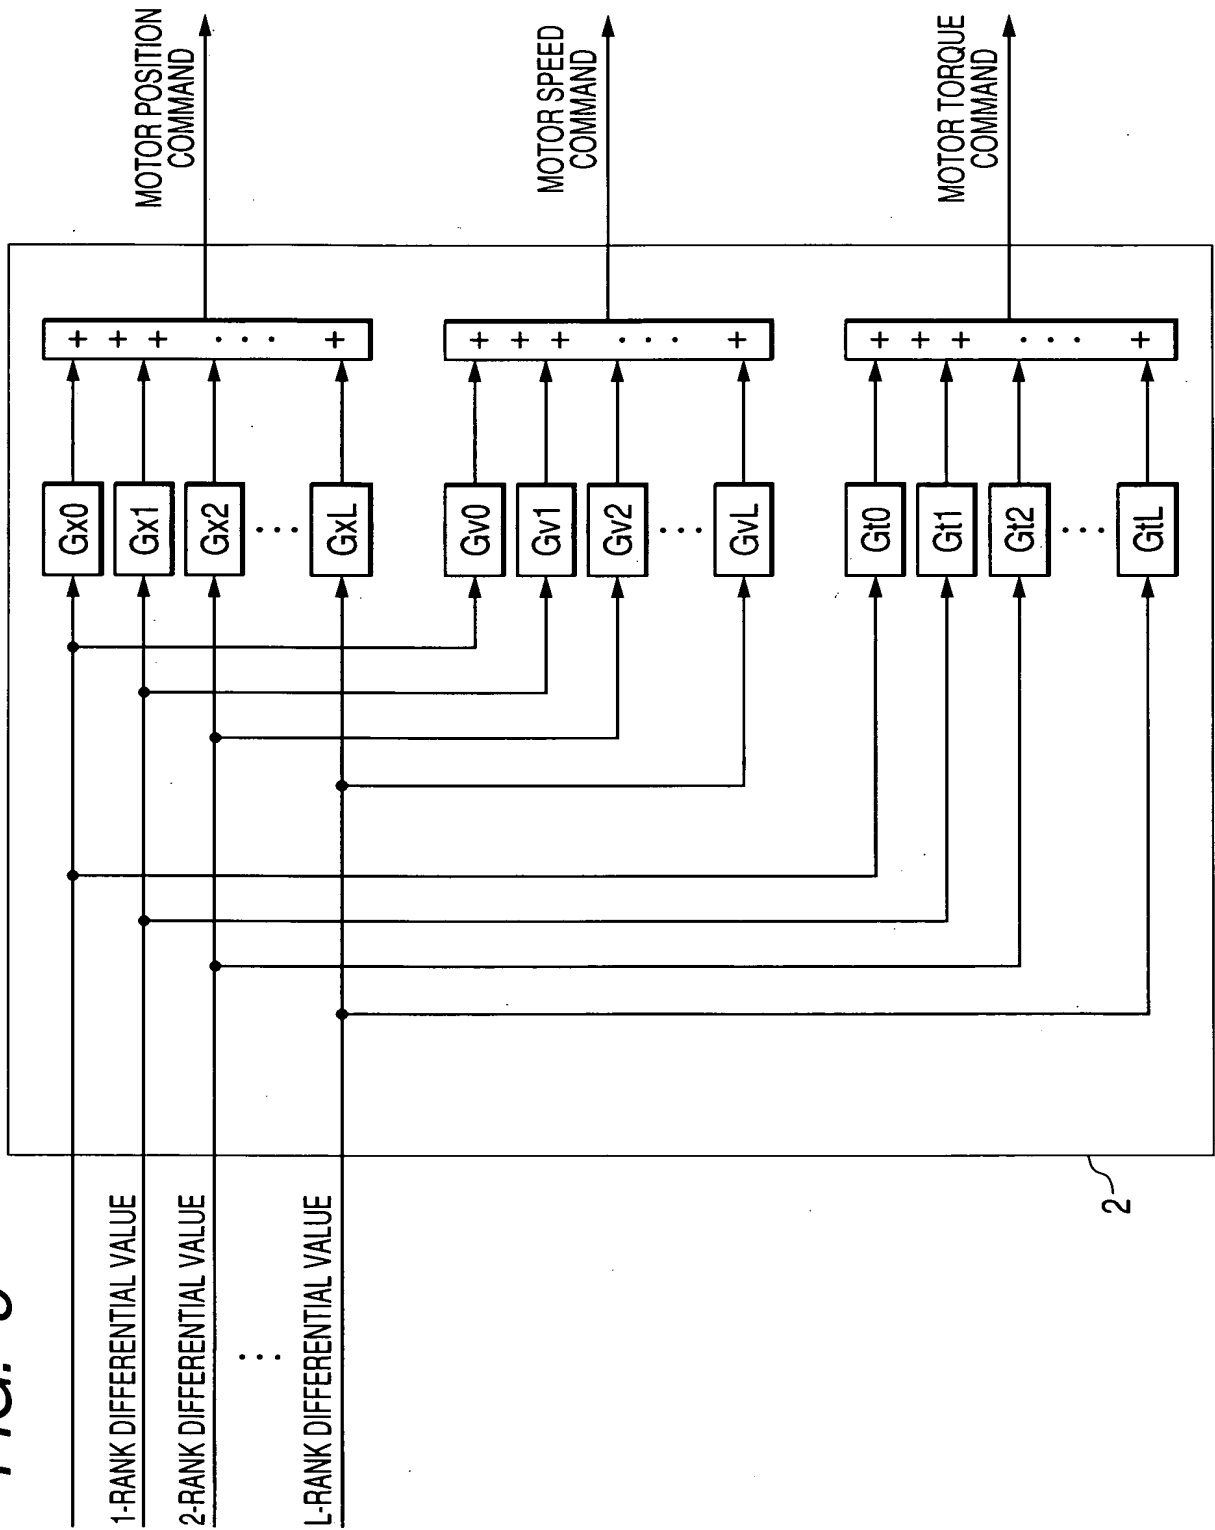 FIG.
Gx0
+
+
1-RANK DIFFERENTIAL VALUE
Gx1
+
MOTOR POSITION
COMMAND
2-RANK DIFFERENTIAL VALUE
Gx2
...
...
...
L-RANK DIFFERENTIAL VALUE
GxL
+
Gv0
+
+
Gv1
+
MOTOR SPEED
COMMAND
Gv2
...
...
GvL
+
Gt0
+
+
Gt1
+
MOTOR TORQUE
COMMAND
Gt2
...
...
GtL
+
2